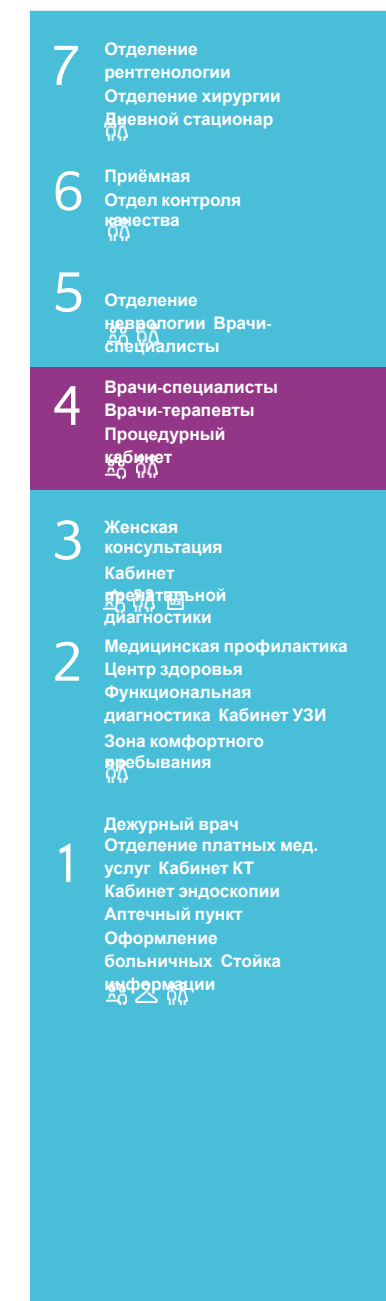 7
Отделение
рентгенологии
Отделение хирургии
Дневной стационар
6
Приёмная
Отдел контроля
качества
5
Отделение
неврологии Врачи-
специалисты
4
Врачи-специалисты
Врачи-терапевты
Процедурный
кабинет
3
Женская
консультация
Кабинет
пренатальной
диагностики
2
Медицинская профилактика
Центр здоровья
Функциональная
диагностика Кабинет УЗИ
Зона комфортного
пребывания
1
Дежурный врач
Отделение платных мед.
услуг Кабинет КТ
Кабинет эндоскопии
Аптечный пункт
Оформление
больничных Стойка
информации